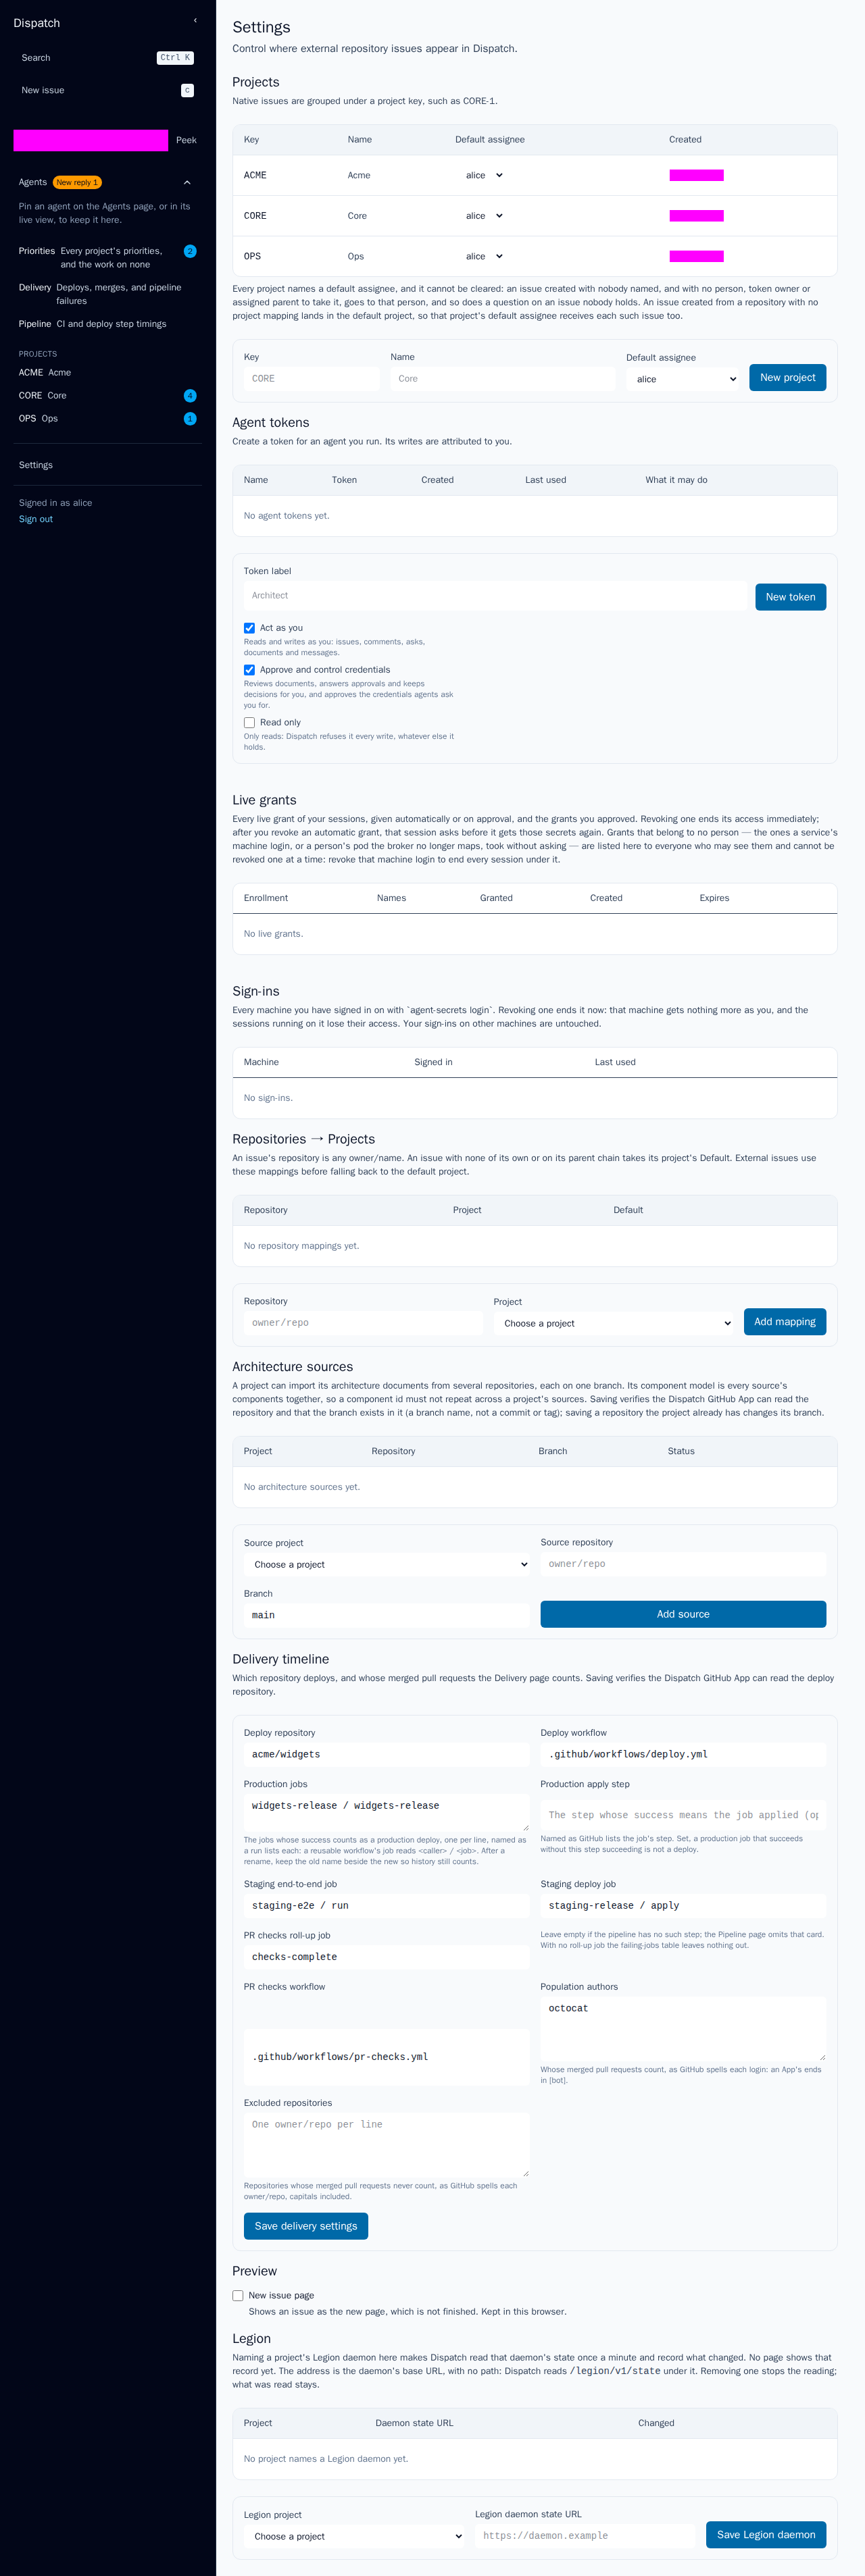 Dispatch
Search Ctrl K
New issue C
Peek
Agents New reply 1
Pin an agent on the Agents page, or in its
live view, to keep it here.
Priorities Every project's priorities, 2
and the work on none
Delivery Deploys, merges, and pipeline
failures
Pipeline CI and deploy step timings
PROJECTS
ACME Acme
CORE Core 4
OPS Ops 1
Settings
Signed in as alice
Sign out
Settings
Control where external repository issues appear in Dispatch.
Projects
Native issues are grouped under a project key, such as CORE-1.
Key Name Default assignee Created
ACME Acme alice
CORE Core alice
OPS Ops alice
Every project names a default assignee, and it cannot be cleared: an issue created with nobody named, and with no person, token owner or
assigned parent to take it, goes to that person, and so does a question on an issue nobody holds. An issue created from a repository with no
project mapping lands in the default project, so that project's default assignee receives each such issue too.
Key Name Default assignee
CORE Core alice New project
Agent tokens
Create a token for an agent you run. Its writes are attributed to you.
Name Token Created Last used What it may do
No agent tokens yet.
Token label
Architect New token
Act as you
Reads and writes as you: issues, comments, asks,
documents and messages.
Approve and control credentials
Reviews documents, answers approvals and keeps
decisions for you, and approves the credentials agents ask
you for.
Read only
Only reads: Dispatch refuses it every write, whatever else it
holds.
Live grants
Every live grant of your sessions, given automatically or on approval, and the grants you approved. Revoking one ends its access immediately;
after you revoke an automatic grant, that session asks before it gets those secrets again. Grants that belong to no person — the ones a service's
machine login, or a person's pod the broker no longer maps, took without asking — are listed here to everyone who may see them and cannot be
revoked one at a time: revoke that machine login to end every session under it.
Enrollment Names Granted Created Expires
No live grants.
Sign-ins
Every machine you have signed in on with `agent-secrets login`. Revoking one ends it now: that machine gets nothing more as you, and the
sessions running on it lose their access. Your sign-ins on other machines are untouched.
Machine Signed in Last used
No sign-ins.
Repositories → Projects
An issue's repository is any owner/name. An issue with none of its own or on its parent chain takes its project's Default. External issues use
these mappings before falling back to the default project.
Repository Project Default
No repository mappings yet.
Repository Project
owner/repo Choose a project Add mapping
Architecture sources
A project can import its architecture documents from several repositories, each on one branch. Its component model is every source's
components together, so a component id must not repeat across a project's sources. Saving verifies the Dispatch GitHub App can read the
repository and that the branch exists in it (a branch name, not a commit or tag); saving a repository the project already has changes its branch.
Project Repository Branch Status
No architecture sources yet.
Source project Source repository
Choose a project owner/repo
Branch
main Add source
Delivery timeline
Which repository deploys, and whose merged pull requests the Delivery page counts. Saving verifies the Dispatch GitHub App can read the deploy
repository.
Deploy repository Deploy workflow
acme/widgets .github/workflows/deploy.yml
Production jobs Production apply step
widgets-release / widgets-release The step whose success means the job applied (op
The jobs whose success counts as a production deploy, one per line, named as
a run lists each: a reusable workflow's job reads <caller> / <job>. After a
rename, keep the old name beside the new so history still counts.
Named as GitHub lists the job's step. Set, a production job that succeeds
without this step succeeding is not a deploy.
Staging end-to-end job Staging deploy job
staging-e2e / run staging-release / apply
PR checks roll-up job
checks-complete
Leave empty if the pipeline has no such step; the Pipeline page omits that card.
With no roll-up job the failing-jobs table leaves nothing out.
PR checks workflow Population authors
.github/workflows/pr-checks.yml octocat
Whose merged pull requests count, as GitHub spells each login: an App's ends
in [bot].
Excluded repositories
One owner/repo per line
Repositories whose merged pull requests never count, as GitHub spells each
owner/repo, capitals included.
Save delivery settings
Preview
New issue page
Shows an issue as the new page, which is not finished. Kept in this browser.
Legion
Naming a project's Legion daemon here makes Dispatch read that daemon's state once a minute and record what changed. No page shows that
record yet. The address is the daemon's base URL, with no path: Dispatch reads /legion/v1/state under it. Removing one stops the reading;
what was read stays.
Project Daemon state URL Changed
No project names a Legion daemon yet.
Legion project Legion daemon state URL
Choose a project https://daemon.example Save Legion daemon